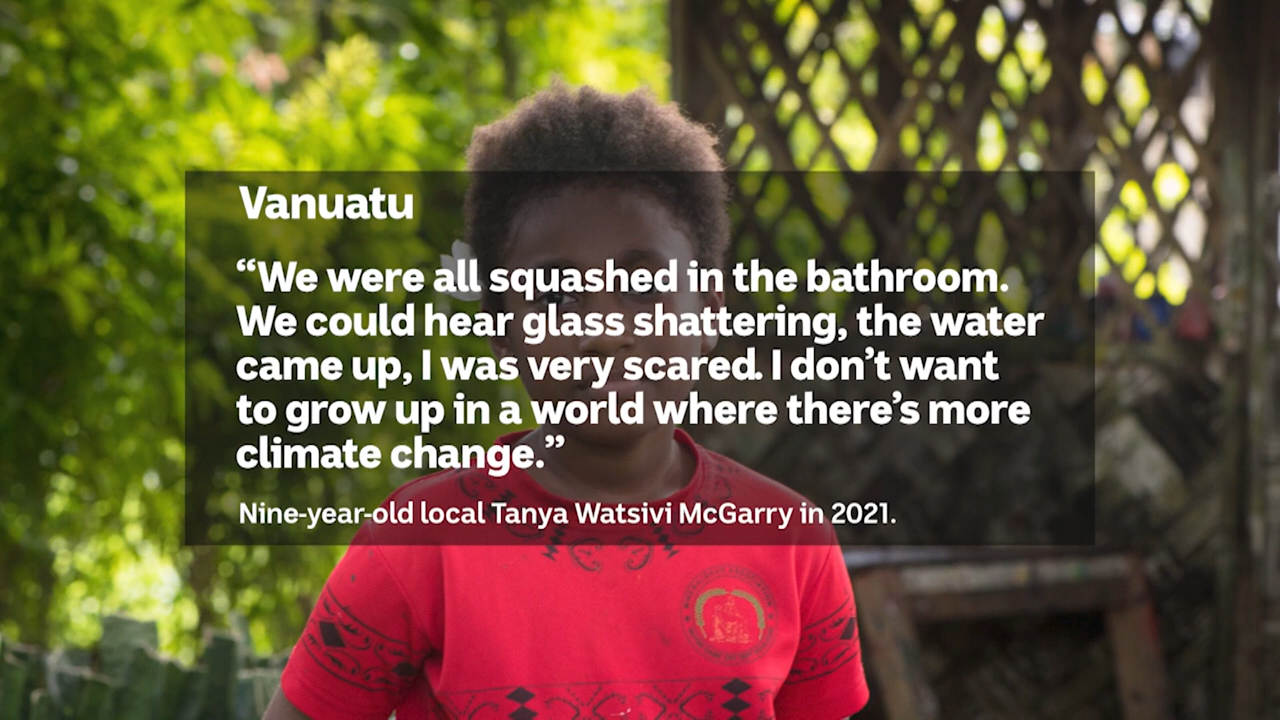 Vanuatu
“We were all squashed in the bathroom.
We could hear glass shattering, the water
came up, I was very scared. I don’t want
to grow up in a world where there’s more
climate change.”
Nine-year-old local Tanya Watsivi McGarry in 2021.